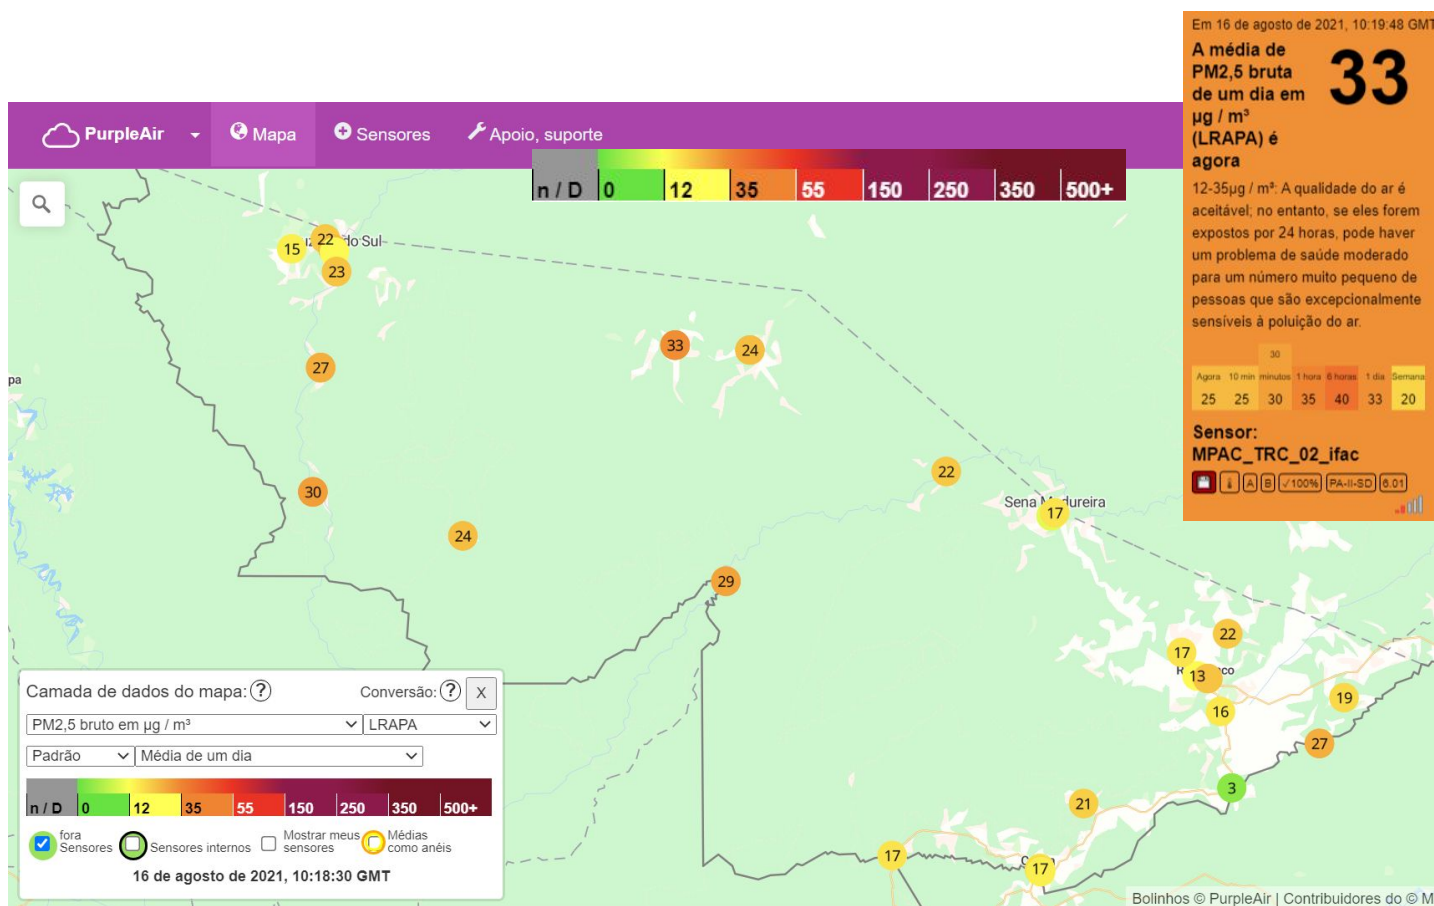 Em 16 de agosto de 2021, 10:19:48 GMT
A média de
PM2,5 bruta
de um dia em
µg / m³
(LRAPA) é
agora
33
12-35µg / m³: A qualidade do ar é
aceitável; no entanto, se eles forem
expostos por 24 horas, pode haver
um problema de saúde moderado
para um número muito pequeno de
pessoas que são excepcionalmente
sensíveis à poluição do ar.
30
Agora 10 min minutos 1 hora 6 horas 1 dia Semana
25 25 30 35 40 33 20
Sensor:
MPAC_TRC_02_ifac
A B ✓100% PA-II-SD 6.01
PurpleAir Mapa Sensores Apoio, suporte
n / D 0 12 35 55 150 250 350 500+
15
22
do Sul
23
33
24
27
pa
22
30
Sena Madureira
17
24
29
22
17
13
co
19
16
27
3
21
17
17
Camada de dados do mapa: ? Conversão: ? X
PM2,5 bruto em µg / m³ LRAPA
Padrão Média de um dia
n / D 0 12 35 55 150 250 350 500+
fora
Sensores
Sensores internos
Mostrar meus
sensores
Médias
como anéis
16 de agosto de 2021, 10:18:30 GMT
Bolinhos © PurpleAir | Contribuidores do © M